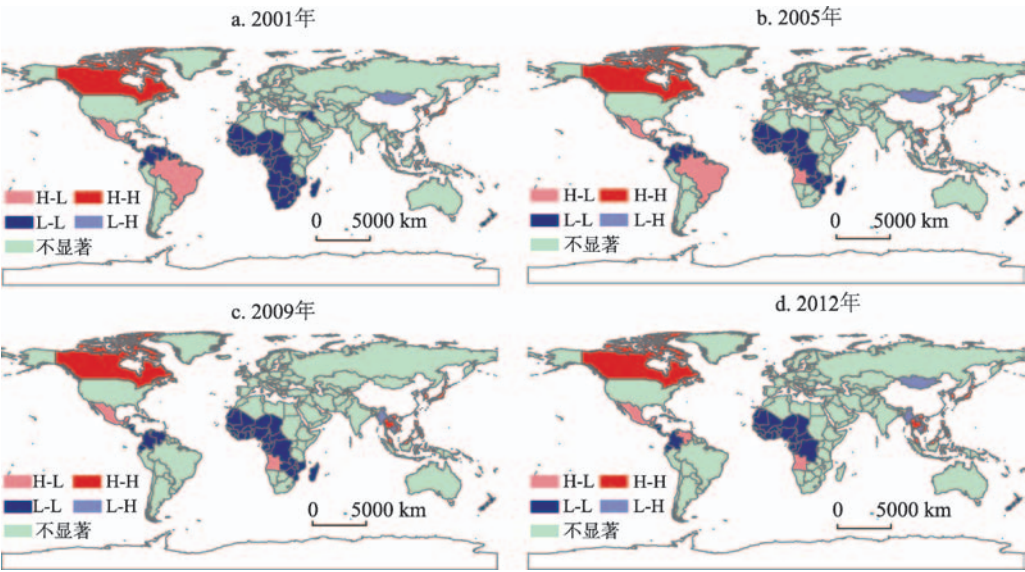 a. 2001年
H-L H-H
L-L L-H
不显著
0 5000 km
b. 2005年
H-L H-H
L-L L-H
不显著
0 5000 km
c. 2009年
H-L H-H
L-L L-H
不显著
0 5000 km
d. 2012年
H-L H-H
L-L L-H
不显著
0 5000 km